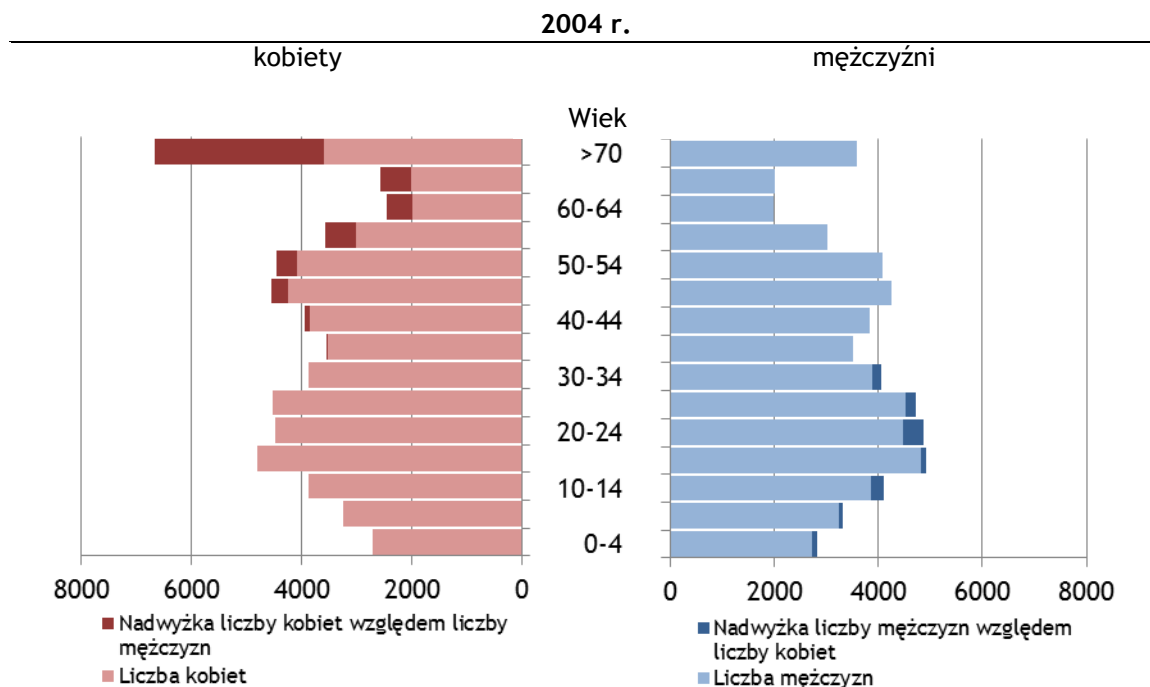 2004 r.
kobiety
mężczyźni
Wiek
>70
60-64
50-54
40-44
30-34
20-24
10-14
0-4
8000 6000 4000 2000 0
0 2000 4000 6000 8000
Nadwyżka liczby kobiet względem liczby
mężczyzn
Liczba kobiet
Nadwyżka liczby mężczyzn względem
liczby kobiet
Liczba mężczyzn